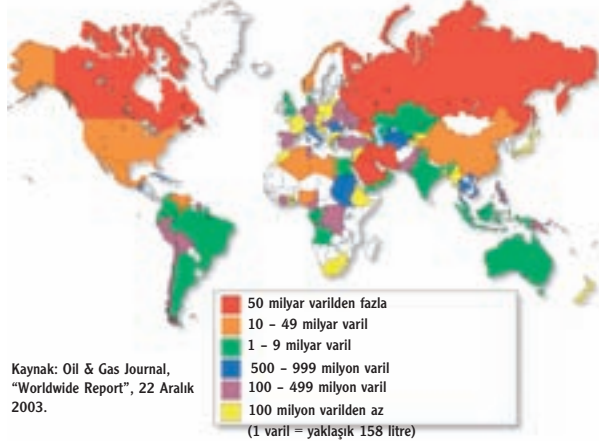 50 milyar varilden fazla
10 - 49 milyar varil
1 - 9 milyar varil
500 - 999 milyon varil
100 - 499 milyon varil
100 milyon varilden az
(1 varil = yaklaşık 158 litre)
Kaynak: Oil & Gas Journal,
"Worldwide Report", 22 Aralık
2003.